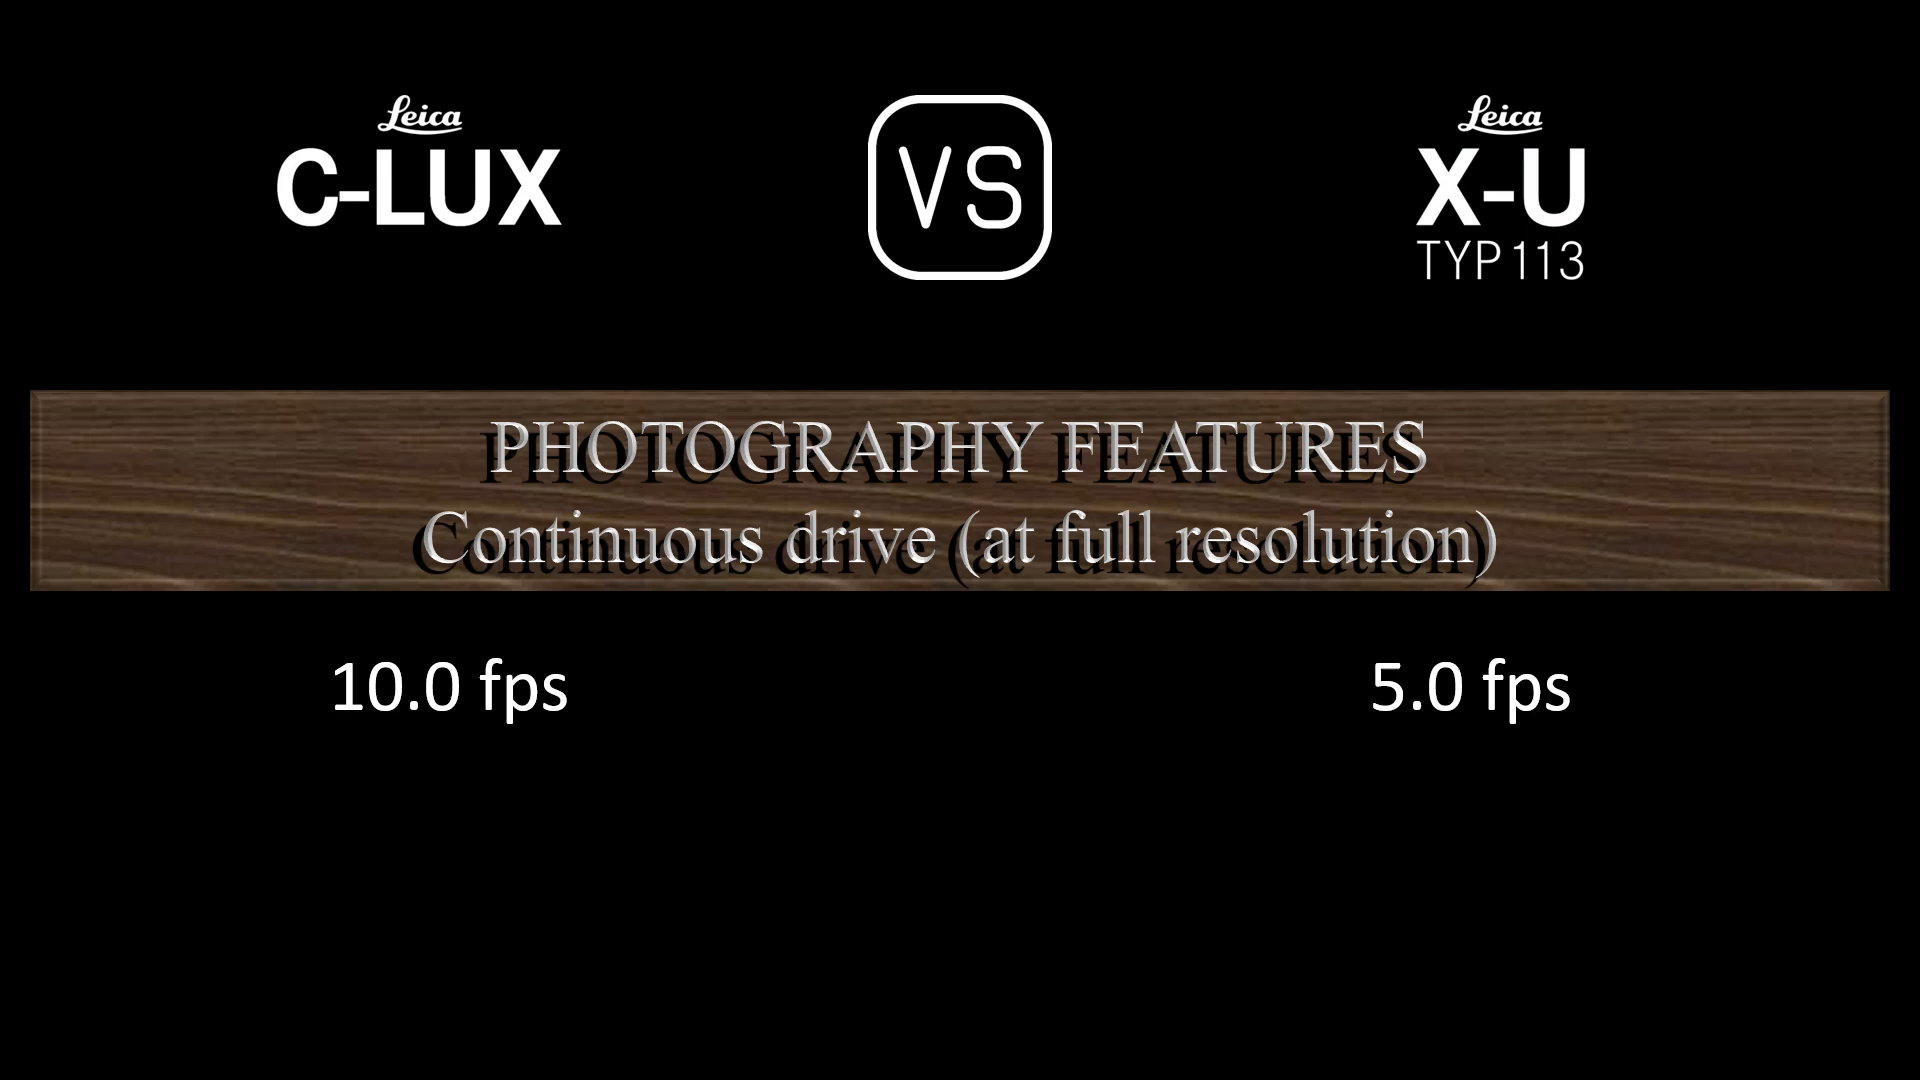 Leica
C-LUX
VS
Leica
X-U
TYP 113
PHOTOGRAPHY FEATURES
Continuous drive (at full resolution)
10.0 fps
5.0 fps